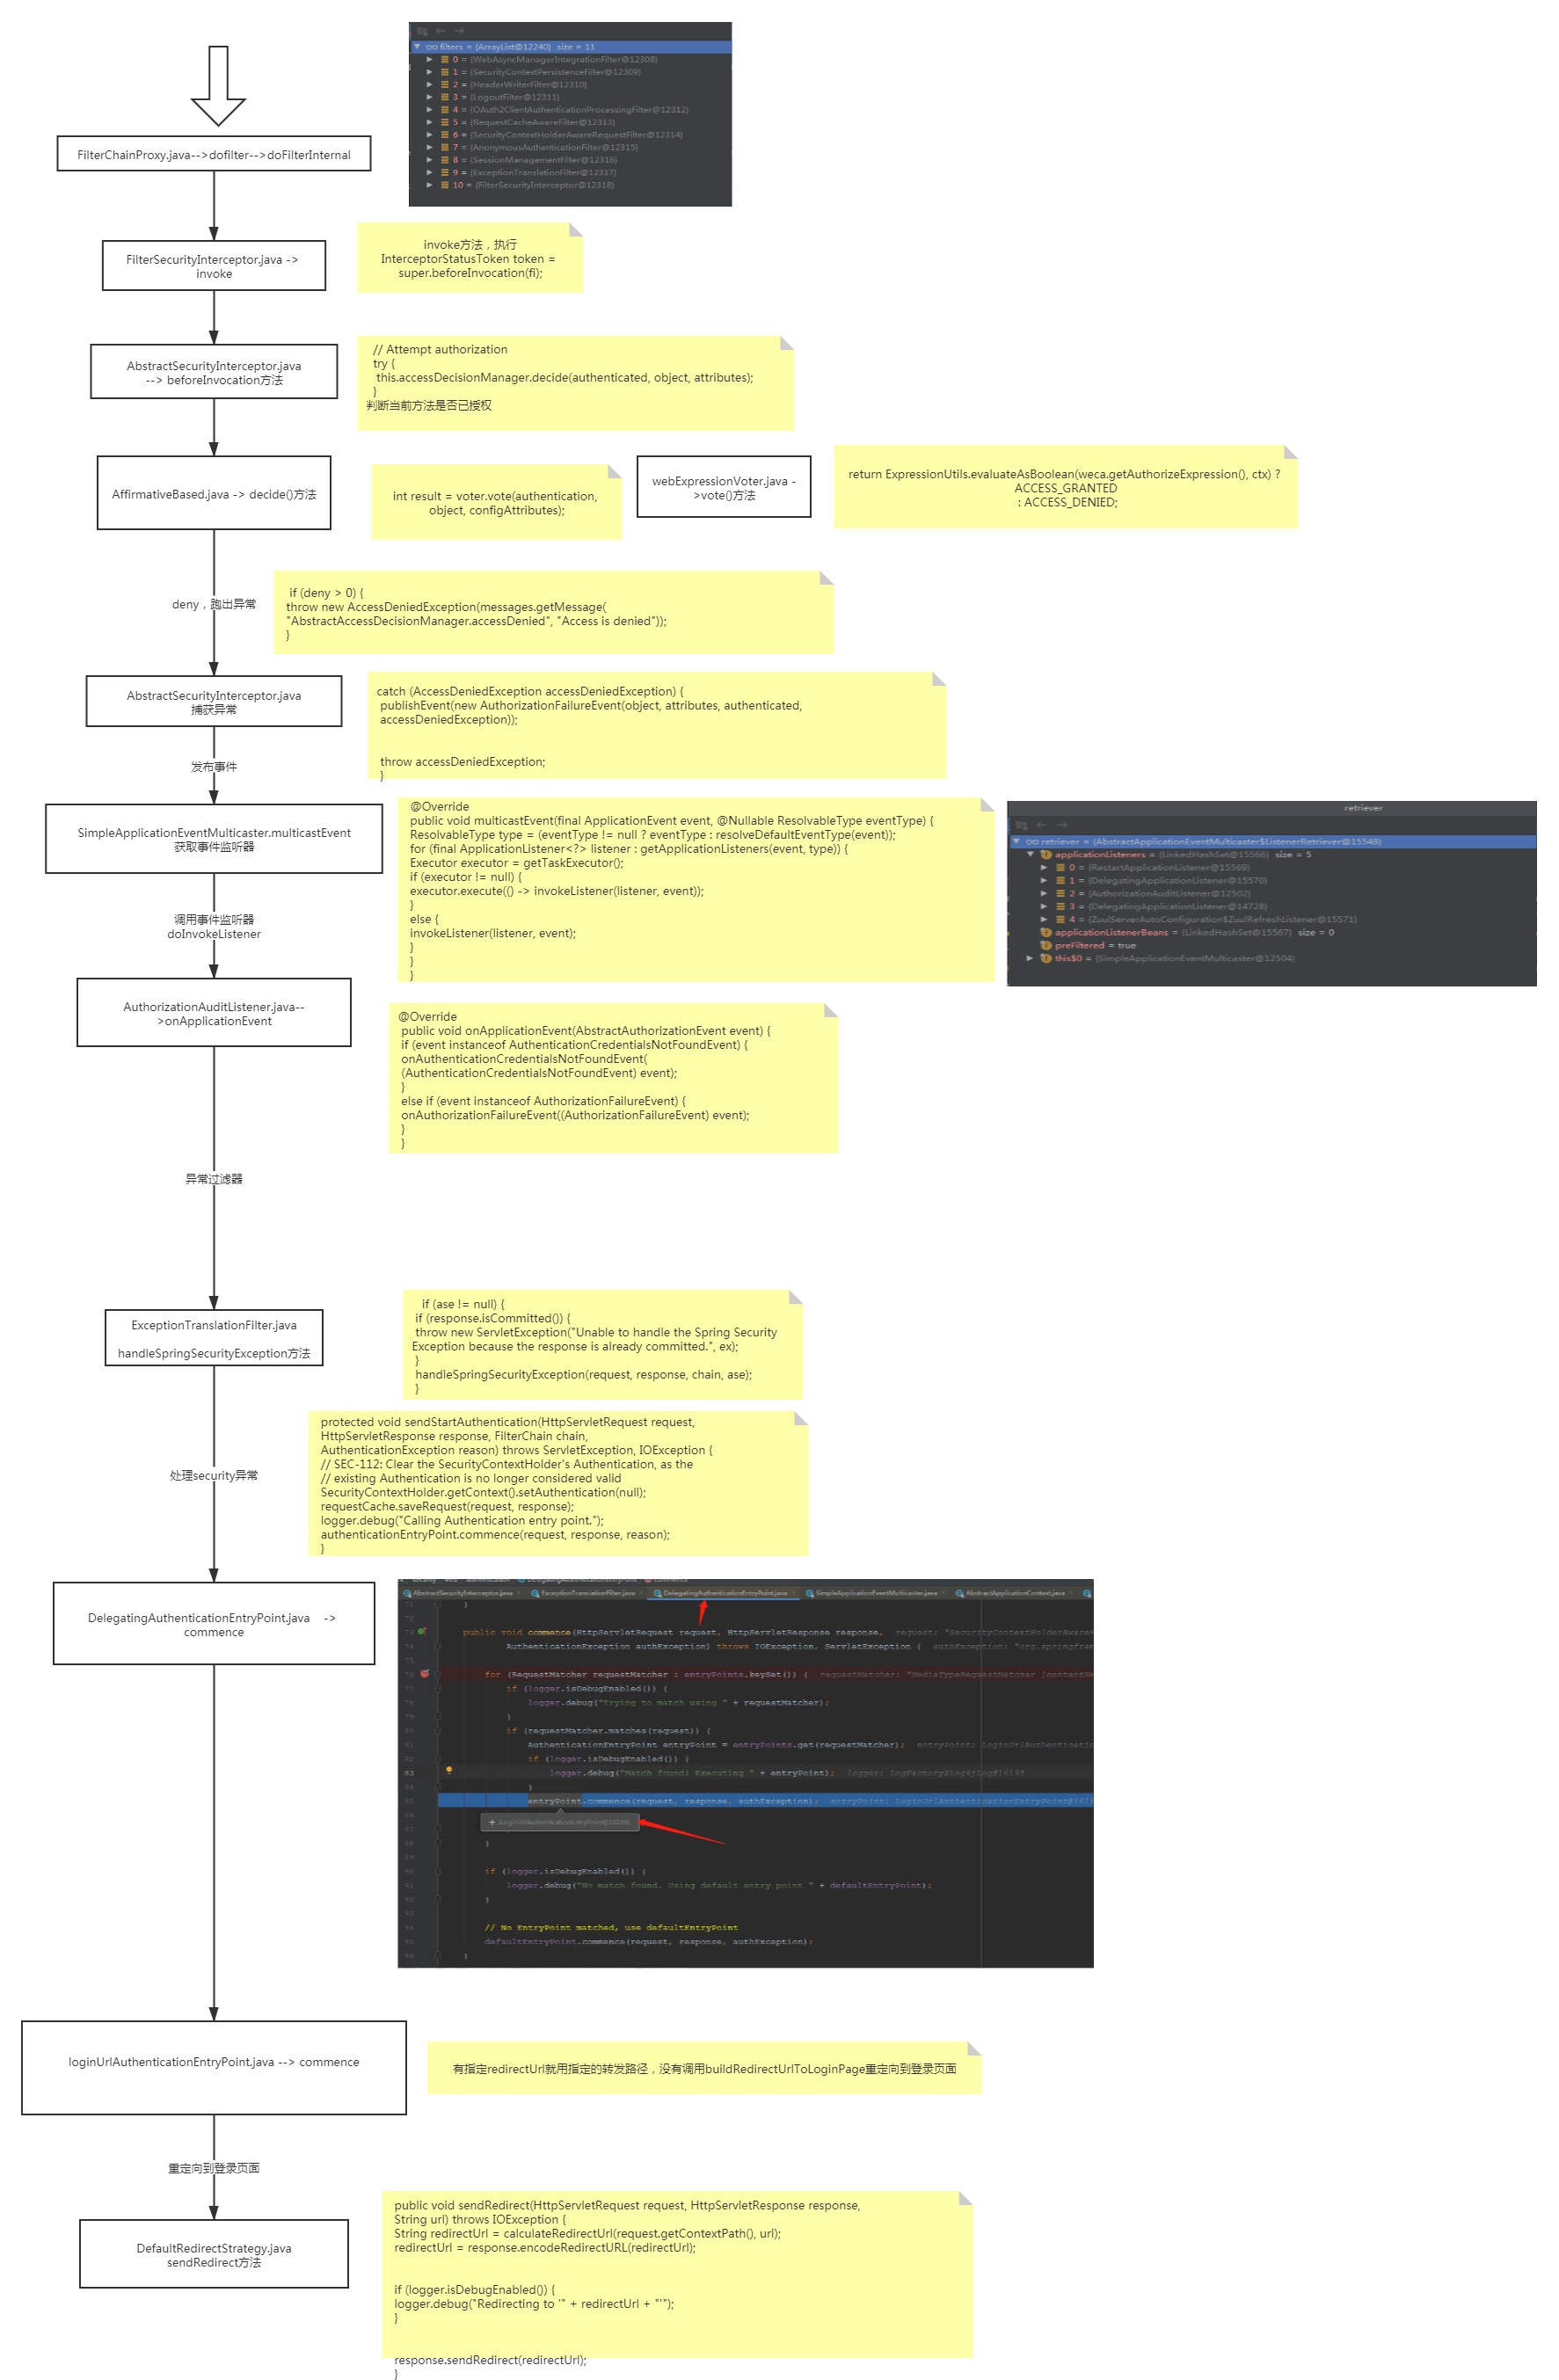 filters = {ArrayList@12240} size = 11
0 = {WebAsyncManagerIntegrationFilter@12308}
1 = {SecurityContextPersistenceFilter@12309}
2 = {HeaderWriterFilter@12310}
3 = {LogoutFilter@12311}
4 = {OAuth2ClientAuthenticationProcessingFilter@12312}
5 = {RequestCacheAwareFilter@12313}
6 = {SecurityContextHolderAwareRequestFilter@12314}
7 = {AnonymousAuthenticationFilter@12315}
8 = {SessionManagementFilter@12316}
9 = {ExceptionTranslationFilter@12317}
10 = {FilterSecurityInterceptor@12318}
FilterChainProxy.java-->dofilter-->doFilterInternal
FilterSecurityInterceptor.java ->
invoke
invoke方法，执行
InterceptorStatusToken token =
super.beforeInvocation(fi);
AbstractSecurityInterceptor.java
--> beforeInvocation方法
// Attempt authorization
try {
this.accessDecisionManager.decide(authenticated, object, attributes);
}
判断当前方法是否已授权
AffirmativeBased.java -> decide()方法
int result = voter.vote(authentication,
object, configAttributes);
webExpressionVoter.java -
>vote()方法
return ExpressionUtils.evaluateAsBoolean(weca.getAuthorizeExpression(), ctx) ?
ACCESS_GRANTED
: ACCESS_DENIED;
deny，跑出异常
if (deny > 0) {
throw new AccessDeniedException(messages.getMessage(
"AbstractAccessDecisionManager.accessDenied", "Access is denied"));
}
AbstractSecurityInterceptor.java
捕获异常
catch (AccessDeniedException accessDeniedException) {
publishEvent(new AuthorizationFailureEvent(object, attributes, authenticated,
accessDeniedException));
throw accessDeniedException;
}
发布事件
SimpleApplicationEventMulticaster.multicastEvent
获取事件监听器
@Override
public void multicastEvent(final ApplicationEvent event, @Nullable ResolvableType eventType) {
ResolvableType type = (eventType != null ? eventType : resolveDefaultEventType(event));
for (final ApplicationListener<?> listener : getApplicationListeners(event, type)) {
Executor executor = getTaskExecutor();
if (executor != null) {
executor.execute(() -> invokeListener(listener, event));
}
else {
invokeListener(listener, event);
}
}
}
retriever
retriever = {AbstractApplicationEventMulticaster$ListenerRetriever@15548}
applicationListeners = {LinkedHashSet@15566} size = 5
0 = {RestartApplicationListener@15569}
1 = {DelegatingApplicationListener@15570}
2 = {AuthorizationAuditListener@12502}
3 = {DelegatingApplicationListener@14728}
4 = {ZuulServerAutoConfiguration$ZuulRefreshListener@15571}
applicationListenerBeans = {LinkedHashSet@15567} size = 0
preFiltered = true
this$0 = {SimpleApplicationEventMulticaster@12504}
调用事件监听器
doInvokeListener
AuthorizationAuditListener.java--
>onApplicationEvent
@Override
public void onApplicationEvent(AbstractAuthorizationEvent event) {
if (event instanceof AuthenticationCredentialsNotFoundEvent) {
onAuthenticationCredentialsNotFoundEvent(
(AuthenticationCredentialsNotFoundEvent) event);
}
else if (event instanceof AuthorizationFailureEvent) {
onAuthorizationFailureEvent((AuthorizationFailureEvent) event);
}
}
异常过滤器
ExceptionTranslationFilter.java
handleSpringSecurityException方法
if (ase != null) {
if (response.isCommitted()) {
throw new ServletException("Unable to handle the Spring Security
Exception because the response is already committed.", ex);
}
handleSpringSecurityException(request, response, chain, ase);
}
处理security异常
protected void sendStartAuthentication(HttpServletRequest request,
HttpServletResponse response, FilterChain chain,
AuthenticationException reason) throws ServletException, IOException {
// SEC-112: Clear the SecurityContextHolder's Authentication, as the
// existing Authentication is no longer considered valid
SecurityContextHolder.getContext().setAuthentication(null);
requestCache.saveRequest(request, response);
logger.debug("Calling Authentication entry point.");
authenticationEntryPoint.commence(request, response, reason);
}
DelegatingAuthenticationEntryPoint.java ->
commence
AbstractSecurityInterceptor.java ExceptionTranslationFilter.java DelegatingAuthenticationEntryPoint.java SimpleApplicationEventMulticaster.java AbstractApplicationContext.java
71 }
72
73 public void commence(HttpServletRequest request, HttpServletResponse response, request: "SecurityContextHolderAwareR
74 AuthenticationException authException) throws IOException, ServletException { authException: "org.springfram
75
76 for (RequestMatcher requestMatcher : entryPoints.keySet()) { requestMatcher: "MediaTypeRequestMatcher [contentNe
77 if (logger.isDebugEnabled()) {
78 logger.debug("Trying to match using " + requestMatcher);
79 }
80 if (requestMatcher.matches(request)) {
81 AuthenticationEntryPoint entryPoint = entryPoints.get(requestMatcher); entryPoint: LoginUrlAuthentication
82 if (logger.isDebugEnabled()) {
83 logger.debug("Match found! Executing " + entryPoint);
84 }
85 entryPoint.commence(request, response, authException);
86
87
88 }
89
90 if (logger.isDebugEnabled()) {
91 logger.debug("No match found. Using default entry point " + defaultEntryPoint);
92 }
93
94 // No EntryPoint matched, use defaultEntryPoint
95 defaultEntryPoint.commence(request, response, authException);
96 }
loginUrlAuthenticationEntryPoint.java --> commence
有指定redirectUrl就用指定的转发路径，没有调用buildRedirectUrlToLoginPage重定向到登录页面
重定向到登录页面
DefaultRedirectStrategy.java
sendRedirect方法
public void sendRedirect(HttpServletRequest request, HttpServletResponse response,
String url) throws IOException {
String redirectUrl = calculateRedirectUrl(request.getContextPath(), url);
redirectUrl = response.encodeRedirectURL(redirectUrl);
if (logger.isDebugEnabled()) {
logger.debug("Redirecting to '" + redirectUrl + "'");
}
response.sendRedirect(redirectUrl);
}